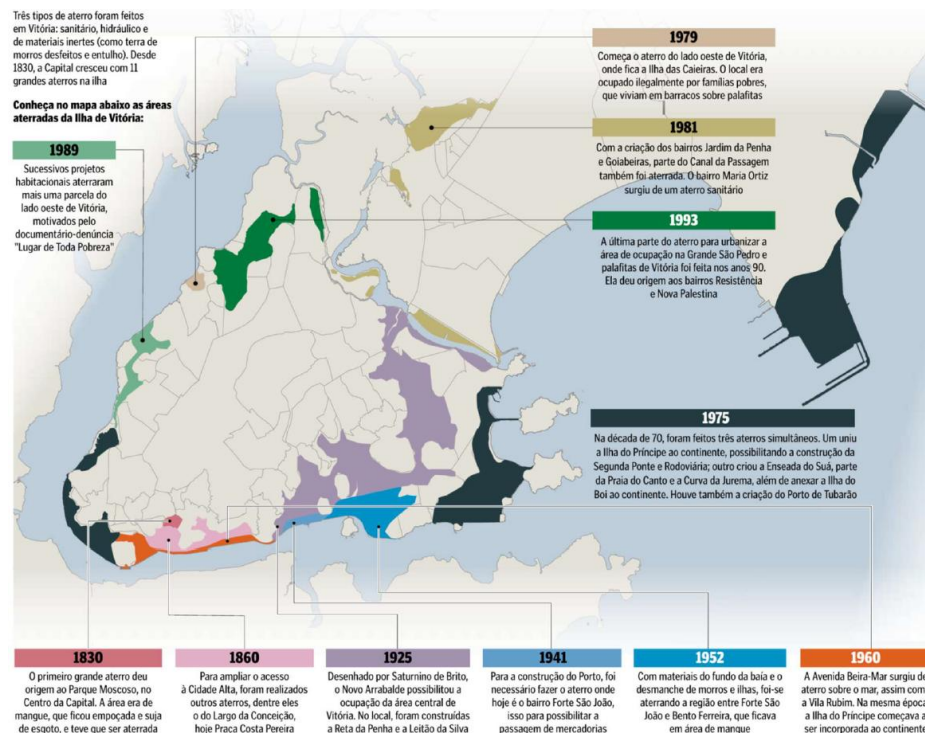 Três tipos de aterro foram feitos
em Vitória: sanitário, hidráulico e
de materiais inertes (como terra de
morros desfeitos e entulho). Desde
1830, a Capital cresceu com 11
grandes aterros na ilha
Conheça no mapa abaixo as áreas
aterradas da Ilha de Vitória:
1989
Sucessivos projetos
habitacionais aterraram
mais uma parcela do
lado oeste de Vitória,
motivados pelo
documentário-denúncia
"Lugar de Toda Pobreza"
1979
Começa o aterro do lado oeste de Vitória,
onde fica a Ilha das Caieiras. O local era
ocupado ilegalmente por famílias pobres,
que viviam em barracos sobre palafitas
1981
Com a criação dos bairros Jardim da Penha
e Goiabeiras, parte do Canal da Passagem
também foi aterrada. O bairro Maria Ortiz
surgiu de um aterro sanitário
1993
A última parte do aterro para urbanizar a
área de ocupação na Grande São Pedro e
palafitas de Vitória foi feita nos anos 90.
Ela deu origem aos bairros Resistência
e Nova Palestina
1975
Na década de 70, foram feitos três aterros simultâneos. Um uniu
a Ilha do Príncipe ao continente, possibilitando a construção da
Segunda Ponte e Rodoviária; outro criou a Enseada do Suá, parte
da Praia do Canto e a Curva da Jurema, além de anexar a Ilha do
Boi ao continente. Houve também a criação do Porto de Tubarão
1830
O primeiro grande aterro deu
origem ao Parque Moscoso, no
Centro da Capital. A área era de
mangue, que ficou empoçada e suja
de esgoto, e teve que ser aterrada
1860
Para ampliar o acesso
à Cidade Alta, foram realizados
outros aterros, dentre eles
o do Largo da Conceição,
hoje Praça Costa Pereira
1925
Desenhado por Saturnino de Brito,
o Novo Arrabalde possibilitou a
ocupação da área central de
Vitória. No local, foram construídas
a Reta da Penha e a Leitão da Silva
1941
Para a construção do Porto, foi
necessário fazer o aterro onde
hoje é o bairro Forte São João,
isso para possibilitar a
passagem de mercadorias
1952
Com materiais do fundo da baía e o
desmanche de morros e ilhas, foi-se
aterrando a região entre Forte São
João e Bento Ferreira, que ficava
em área de mangue
1960
A Avenida Beira-Mar surgiu de
aterro sobre o mar, assim com
a Vila Rubim. Na mesma época
a Ilha do Príncipe começava a
ser incorporada ao continente